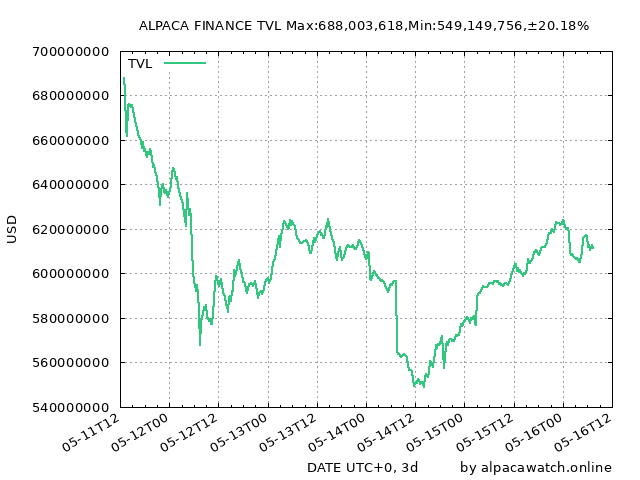 ALPACA FINANCE TVL Max:688,003,618,Min:549,149,756,±20.18%
700000000
TVL
680000000
660000000
640000000
620000000
600000000
580000000
560000000
540000000
USD
05-11T12
05-12T00
05-12T12
05-13T00
05-13T12
05-14T00
05-14T12
05-15T00
05-15T12
05-16T00
05-16T12
DATE UTC+0, 3d
by alpacawatch.online